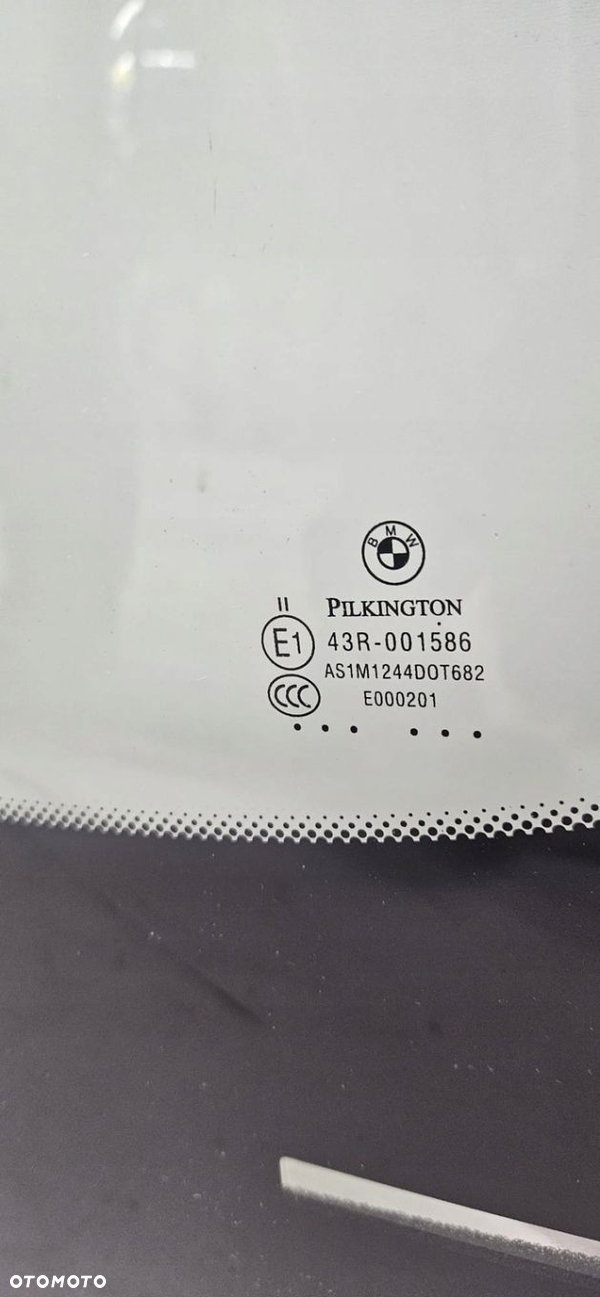 BMW
II
PILKINGTON
E1
43R-001586
AS1M1244DOT682
CCC
E000201
OTOMOTO